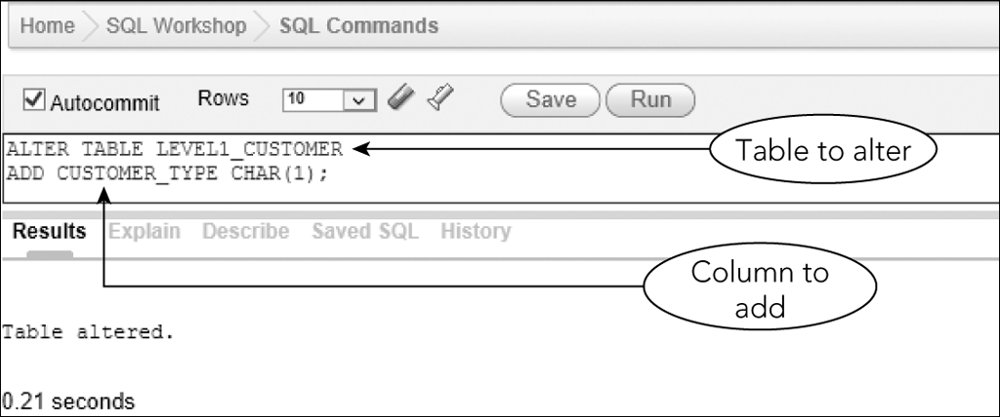 Home SQL Workshop SQL Commands
Autocommit Rows 10 Save Run
ALTER TABLE LEVEL1_CUSTOMER
ADD CUSTOMER_TYPE CHAR(1);
Table to alter
Results Explain Describe Saved SQL History
Column to
add
Table altered.
0.21 seconds